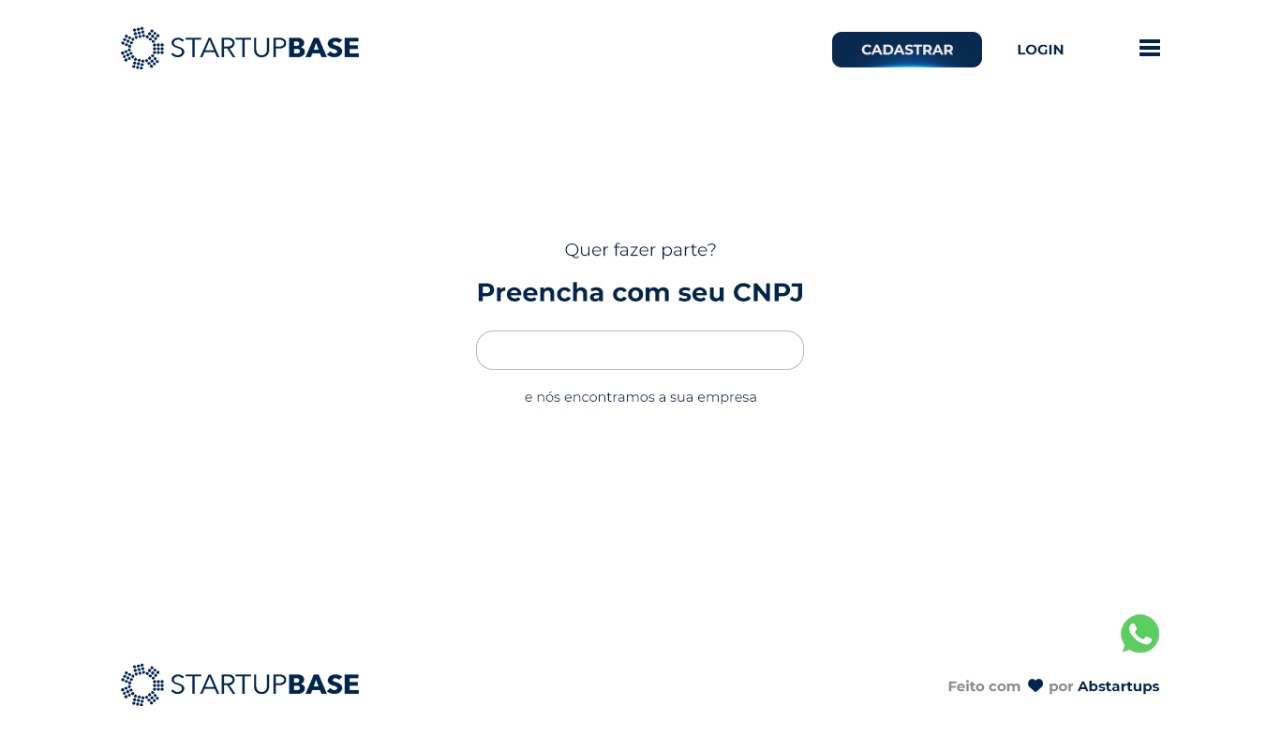 STARTUPBASE
CADASTRAR
LOGIN
Quer fazer parte?
Preencha com seu CNPJ
e nós encontramos a sua empresa
STARTUPBASE
Feito com por Abstartups